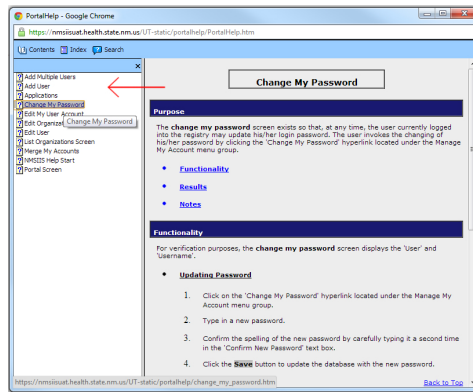 PortalHelp - Google Chrome
https://nmsiisuat.health.state.nm.us/UT-static/portalhelp/PortalHelp.htm
Contents Index Search
Add Multiple Users
Add User
Applications
Change My Password
Edit My User Account
Change My Password
Edit Organizati
Edit User
List Organizations Screen
Merge My Accounts
NMSIIS Help Start
Portal Screen
Change My Password
Purpose
The change my password screen exists so that, at any time, the user currently logged
into the registry may update his/her login password. The user invokes the changing of
his/her password by clicking the 'Change My Password' hyperlink located under the Manage
My Account menu group.
• Functionality
• Results
• Notes
Functionality
For verification purposes, the change my password screen displays the 'User' and
'Username'.
• Updating Password
1. Click on the 'Change My Password' hyperlink located under the Manage My
Account menu group.
2. Type in a new password.
3. Confirm the spelling of the new password by carefully typing it a second time
in the 'Confirm New Password' text box.
4. Click the Save button to update the database with the new password.
Back to Top
https://nmsiisuat.health.state.nm.us/UT-static/portalhelp/change_my_password.htm